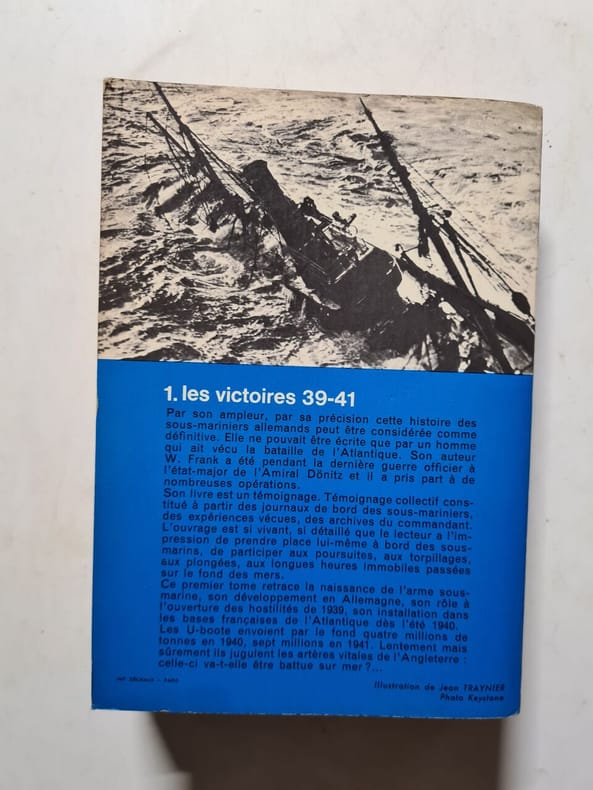 1. les victoires 39-41
Par son ampleur, par sa précision cette histoire des
sous-mariniers allemands peut être considérée comme
définitive. Elle ne pouvait être écrite que par un homme
qui ait vécu la bataille de l'Atlantique. Son auteur
W. Frank a été pendant la dernière guerre officier à
l'état-major de l'Amiral Dönitz et il a pris part à de
nombreuses opérations.
Son livre est un témoignage. Témoignage collectif cons-
titué à partir des journaux de bord des sous-mariniers,
des expériences vécues, des archives du commandant.
L'ouvrage est si vivant, si détaillé que le lecteur a l'im-
pression de prendre place lui-même à bord des sous-
marins, de participer aux poursuites, aux torpillages,
aux plongées, aux longues heures immobiles passées
sur le fond des mers.
Ce premier tome retrace la naissance de l'arme sous-
marine, son développement en Allemagne, son rôle à
l'ouverture des hostilités de 1939, son installation dans
les bases françaises de l'Atlantique dès l'été 1940.
Les U-boote envoient par le fond quatre millions de
tonnes en 1940, sept millions en 1941. Lentement mais
sûrement ils jugulent les artères vitales de l'Angleterre :
celle-ci va-t-elle être battue sur mer ?...
Illustration de Jean TRAYNIER
Photo Keystone
- PARIS